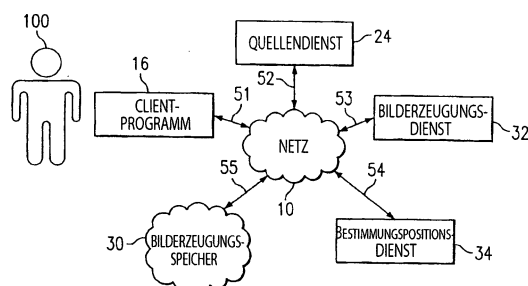 100
QUELLENDIENST
24
16
CLIENT-
PROGRAMM
51
52
53
BILDERZEUGUNGS-
DIENST
32
NETZ
10
55
54
30
BILDERZEUGUNGS-
SPEICHER
BESTIMMUNGSPOSITIONS-
DIENST
34